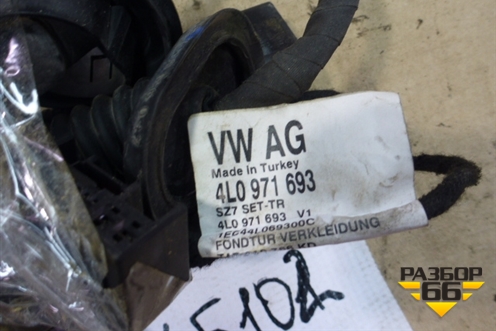 VW AG
Made in Turkey
4L0 971 693
SZ7 SET-TR
4L0 971 693 V1
1EC44L069300C
FONDTUR-VERKLEIDUNG
РАЗБОР
66